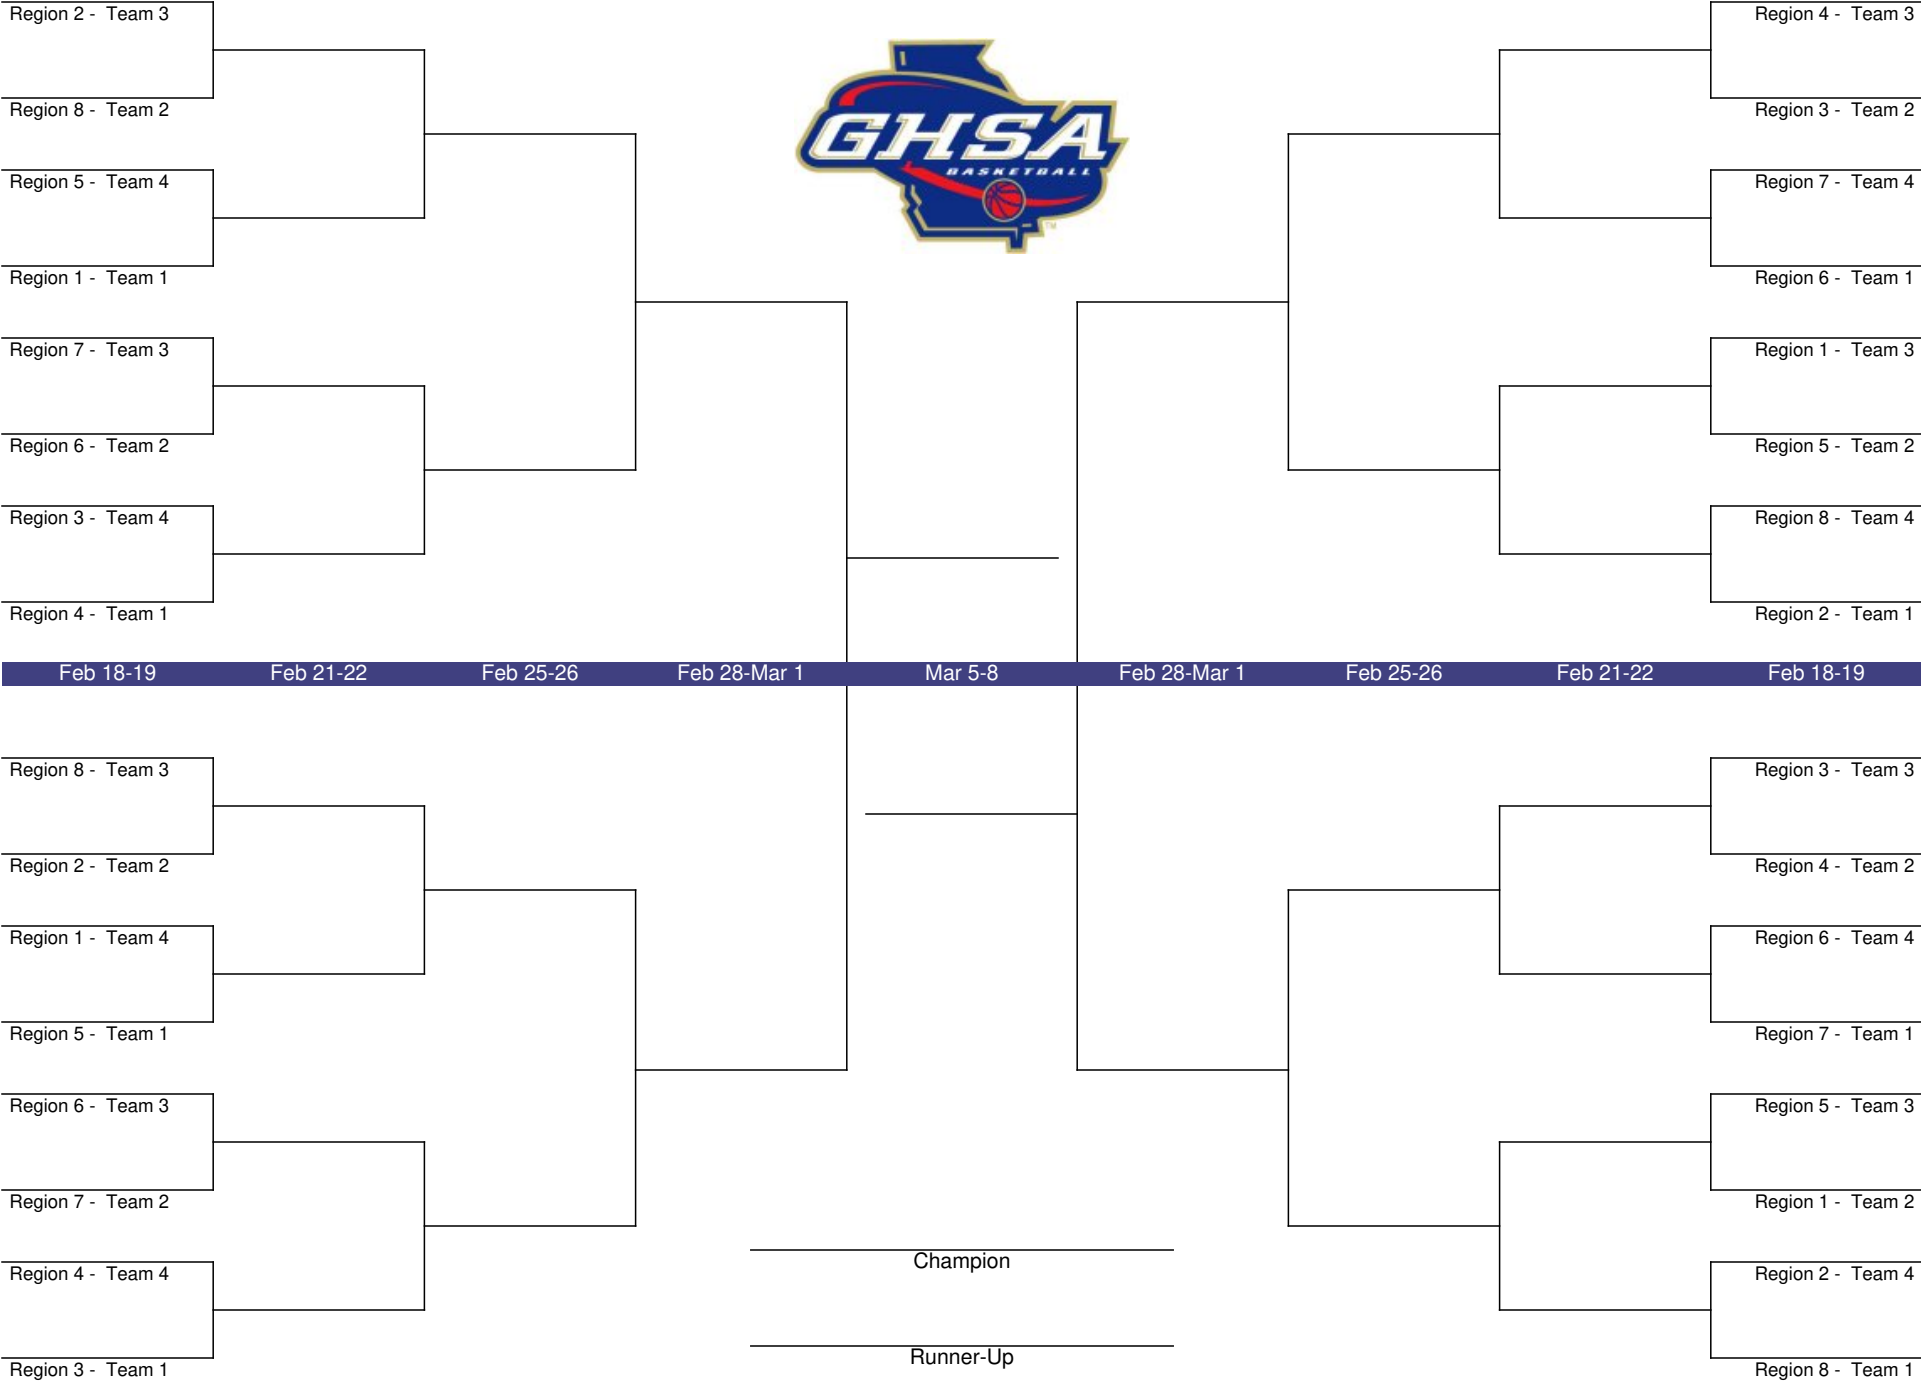 Region 2 - Team 3
Region 8 - Team 2
Region 5 - Team 4
Region 1 - Team 1
Region 7 - Team 3
Region 6 - Team 2
Region 3 - Team 4
Region 4 - Team 1
GHSA
BASKETBALL
TM
Region 4 - Team 3
Region 3 - Team 2
Region 7 - Team 4
Region 6 - Team 1
Region 1 - Team 3
Region 5 - Team 2
Region 8 - Team 4
Region 2 - Team 1
Feb 18-19 Feb 21-22 Feb 25-26 Feb 28-Mar 1 Mar 5-8 Feb 28-Mar 1 Feb 25-26 Feb 21-22 Feb 18-19
Region 8 - Team 3
Region 2 - Team 2
Region 1 - Team 4
Region 5 - Team 1
Region 6 - Team 3
Region 7 - Team 2
Region 4 - Team 4
Region 3 - Team 1
Champion
Runner-Up
Region 3 - Team 3
Region 4 - Team 2
Region 6 - Team 4
Region 7 - Team 1
Region 5 - Team 3
Region 1 - Team 2
Region 2 - Team 4
Region 8 - Team 1